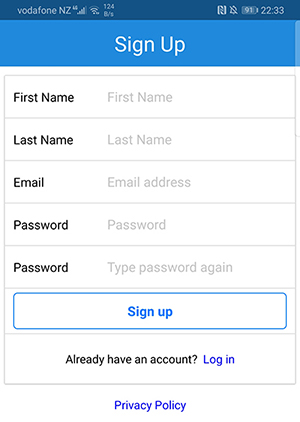 vodafone NZ 4G 124 B/s 91 22:33
Sign Up
First Name First Name
Last Name Last Name
Email Email address
Password Password
Password Type password again
Sign up
Already have an account? Log in
Privacy Policy